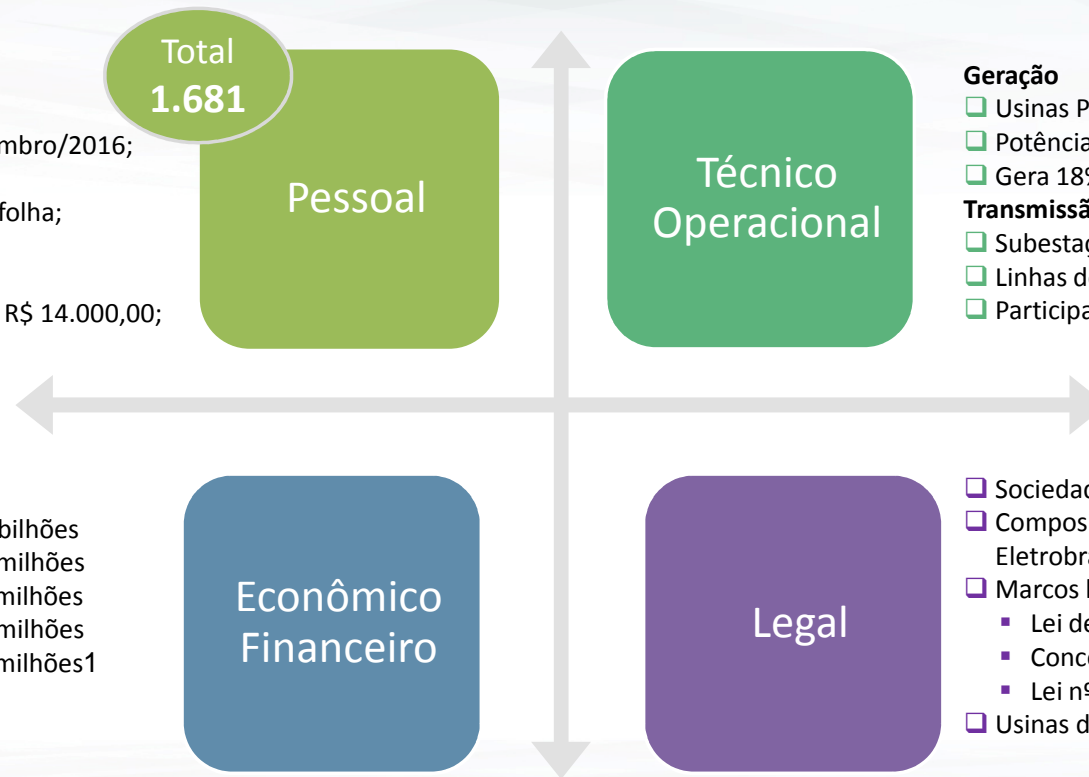 Total
1.681
Pessoal
embro/2016;
folha;
R$ 14.000,00;
Técnico
Operacional
Geração
Usinas P
Potência
Gera 18
Transmissã
Subestaç
Linhas d
Participa
bilhões
milhões
milhões
milhões
milhões1
Econômico
Financeiro
Legal
Sociedad
Compos
Eletrobra
Marcos l
Lei de
Conce
Lei nº
Usinas d